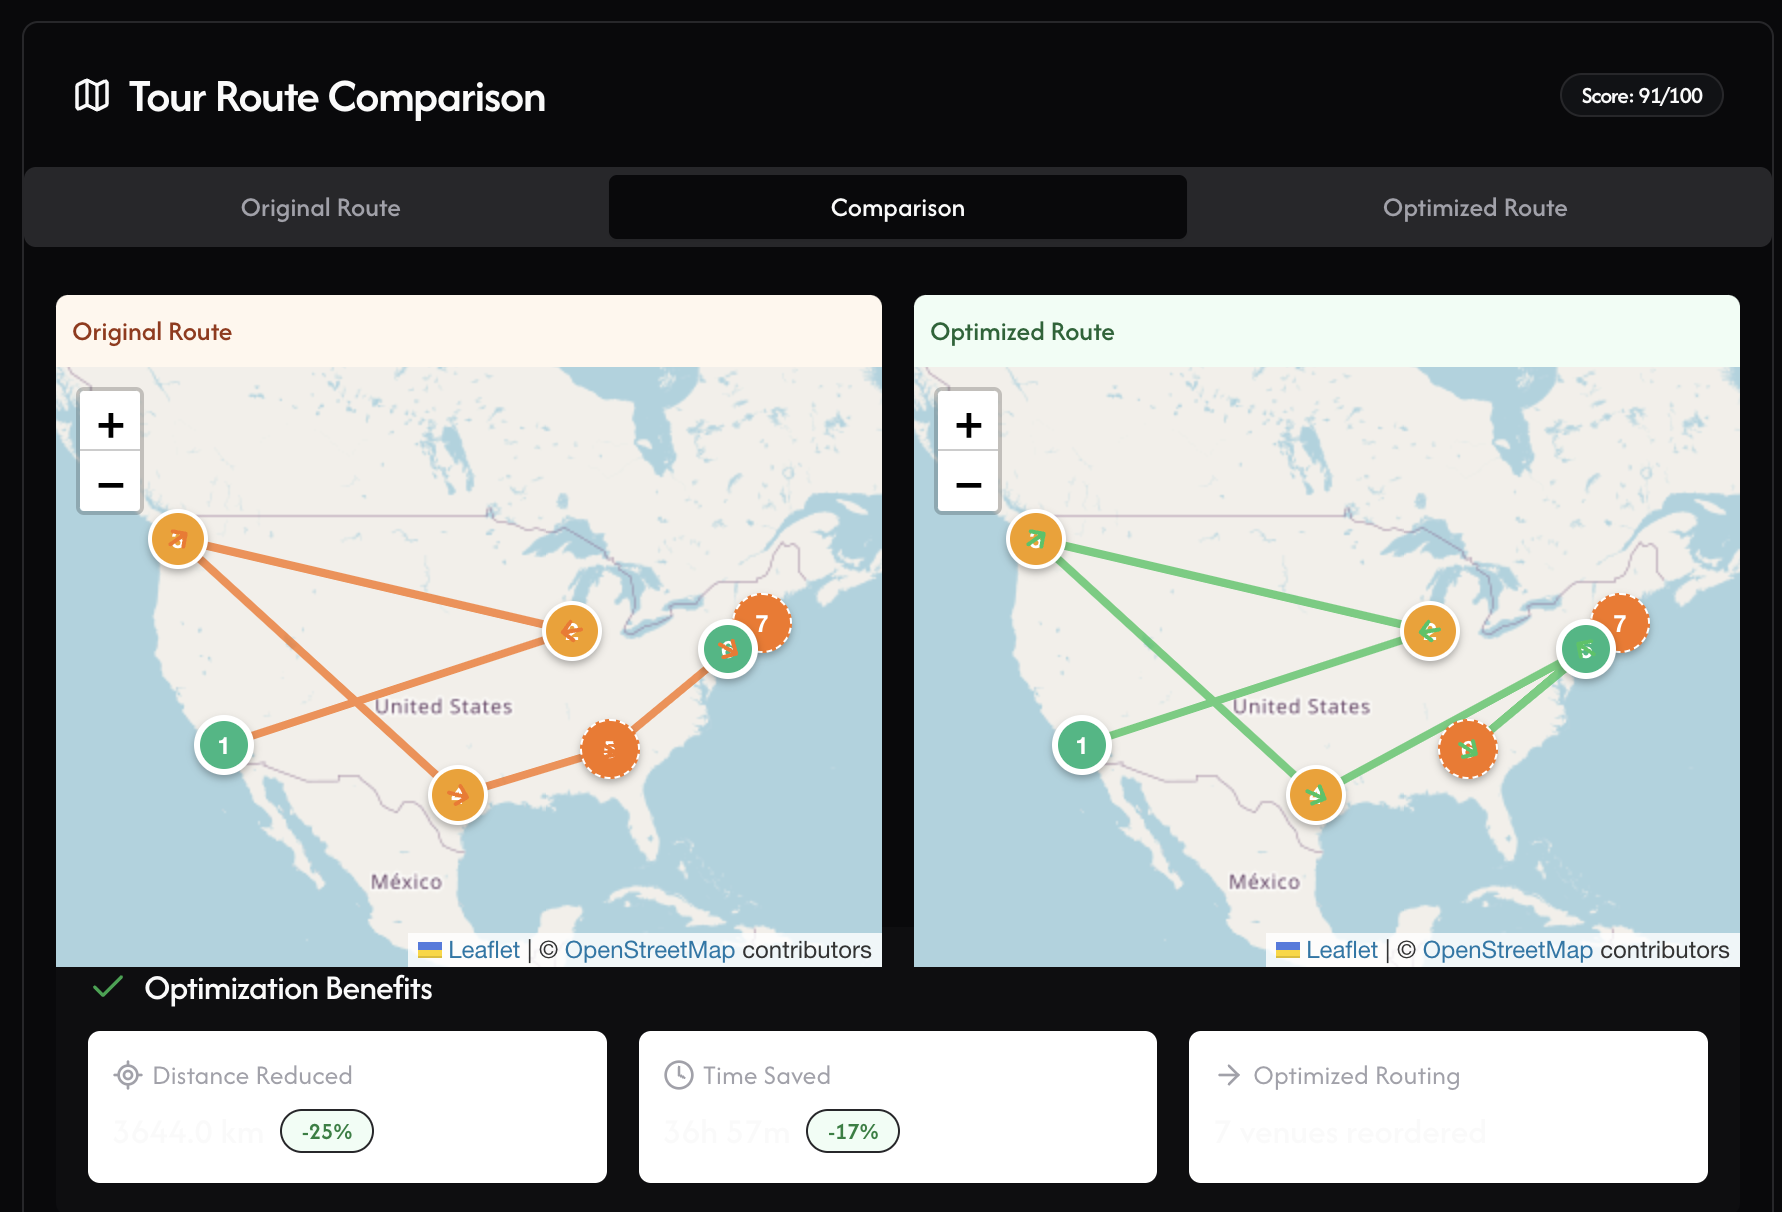 Tour Route Comparison
Score: 91/100
Original Route
Comparison
Optimized Route
Original Route
Optimized Route
+
−
7
1
United States
México
Leaflet | © OpenStreetMap contributors
+
−
7
1
United States
México
Leaflet | © OpenStreetMap contributors
Optimization Benefits
Distance Reduced
3644.0 km -25%
Time Saved
36h 57m -17%
Optimized Routing
7 venues reordered